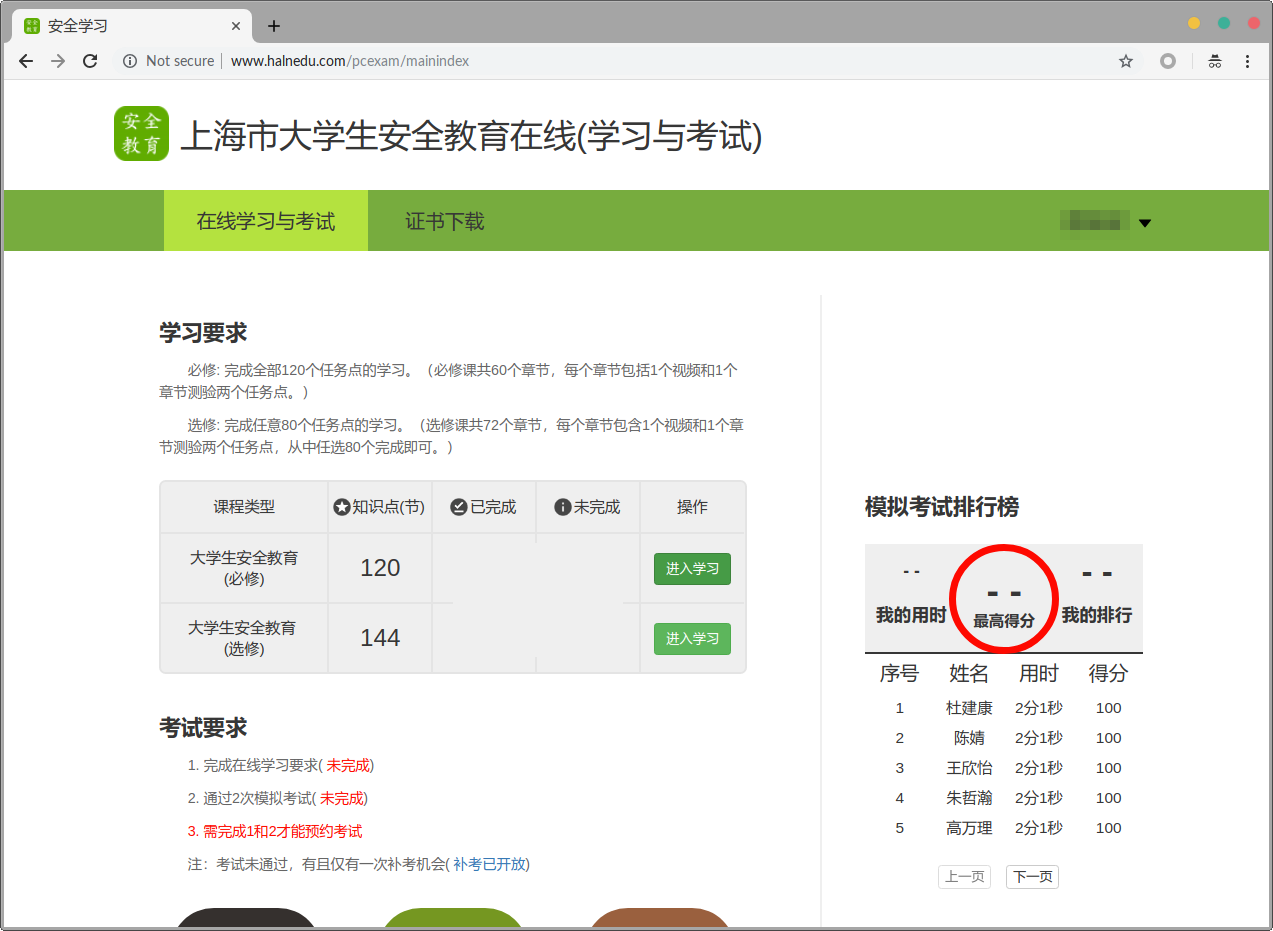 安全学习
Not secure www.halnedu.com/pcexam/mainindex
安全
教育
上海市大学生安全教育在线(学习与考试)
在线学习与考试 证书下载
学习要求
必修: 完成全部120个任务点的学习。（必修课共60个章节，每个章节包括1个视频和1个
章节测验两个任务点。）
选修: 完成任意80个任务点的学习。（选修课共72个章节，每个章节包含1个视频和1个章
节测验两个任务点，从中任选80个完成即可。）
课程类型 知识点(节) 已完成 未完成 操作
大学生安全教育
(必修) 120 进入学习
大学生安全教育
(选修) 144 进入学习
考试要求
1. 完成在线学习要求( 未完成)
2. 通过2次模拟考试( 未完成)
3. 需完成1和2才能预约考试
注：考试未通过，有且仅有一次补考机会( 补考已开放)
模拟考试排行榜
- - - - - -
我的用时 最高得分 我的排行
序号 姓名 用时 得分
1 杜建康 2分1秒 100
2 陈婧 2分1秒 100
3 王欣怡 2分1秒 100
4 朱哲瀚 2分1秒 100
5 高万理 2分1秒 100
上一页 下一页